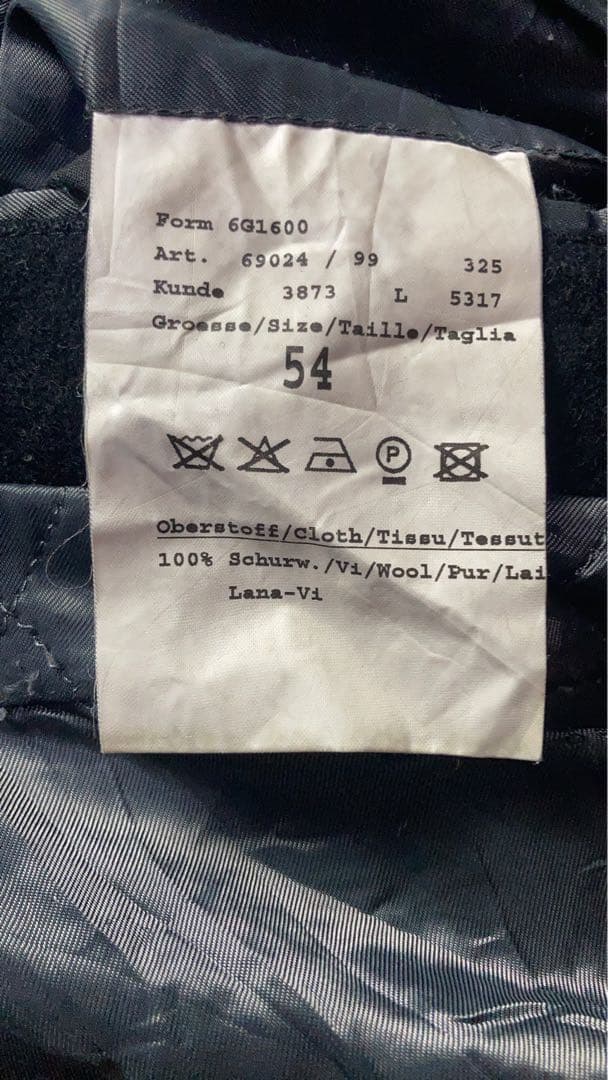 Form 6G1600
Art. 69024 / 99 325
Kunde 3873 L 5317
Groesse/Size/Taille/Taglia
54
P
Oberstoff/Cloth/Tissu/Tessut
100% Schurw./Vi/Wool/Pur/Lai
Lana-Vi